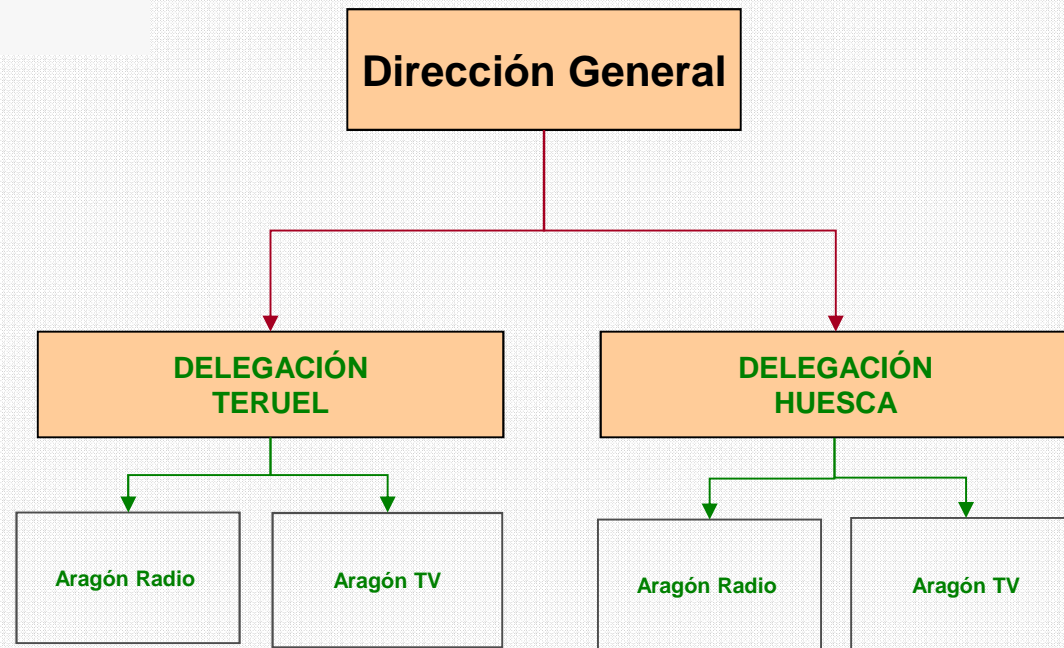 Dirección General
DELEGACIÓN
TERUEL
DELEGACIÓN
HUESCA
Aragón Radio
Aragón TV
Aragón Radio
Aragón TV